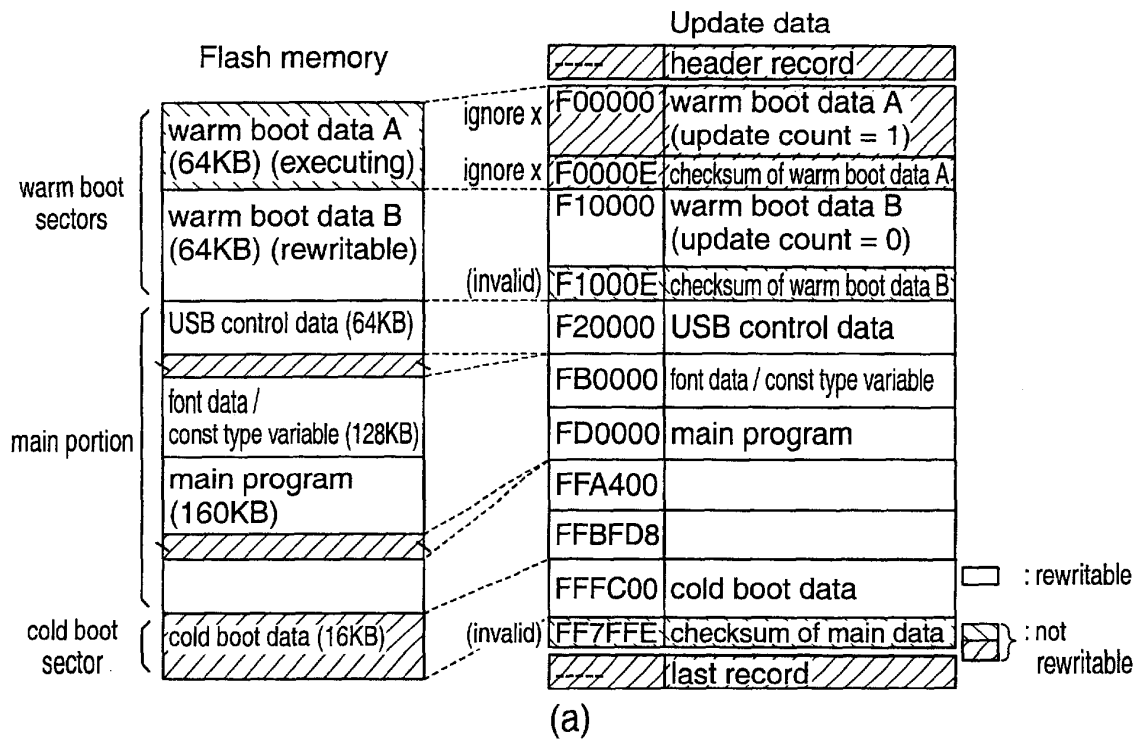 Update data
Flash memory
header record
warm boot sectors
warm boot data A
(64KB) (executing)
warm boot data B
(64KB) (rewritable)
main portion
USB control data (64KB)
font data /
const type variable (128KB)
main program
(160KB)
cold boot
sector
cold boot data (16KB)
ignore x
F00000
warm boot data A
(update count = 1)
ignore x
F0000E
checksum of warm boot data A
F10000
warm boot data B
(update count = 0)
(invalid)
F1000E
checksum of warm boot data B
F20000
USB control data
FB0000
font data / const type variable
FD0000
main program
FFA400
FFBFD8
FFFC00
cold boot data
(invalid)
FF7FFE
checksum of main data
last record
: rewritable
: not
rewritable
(a)